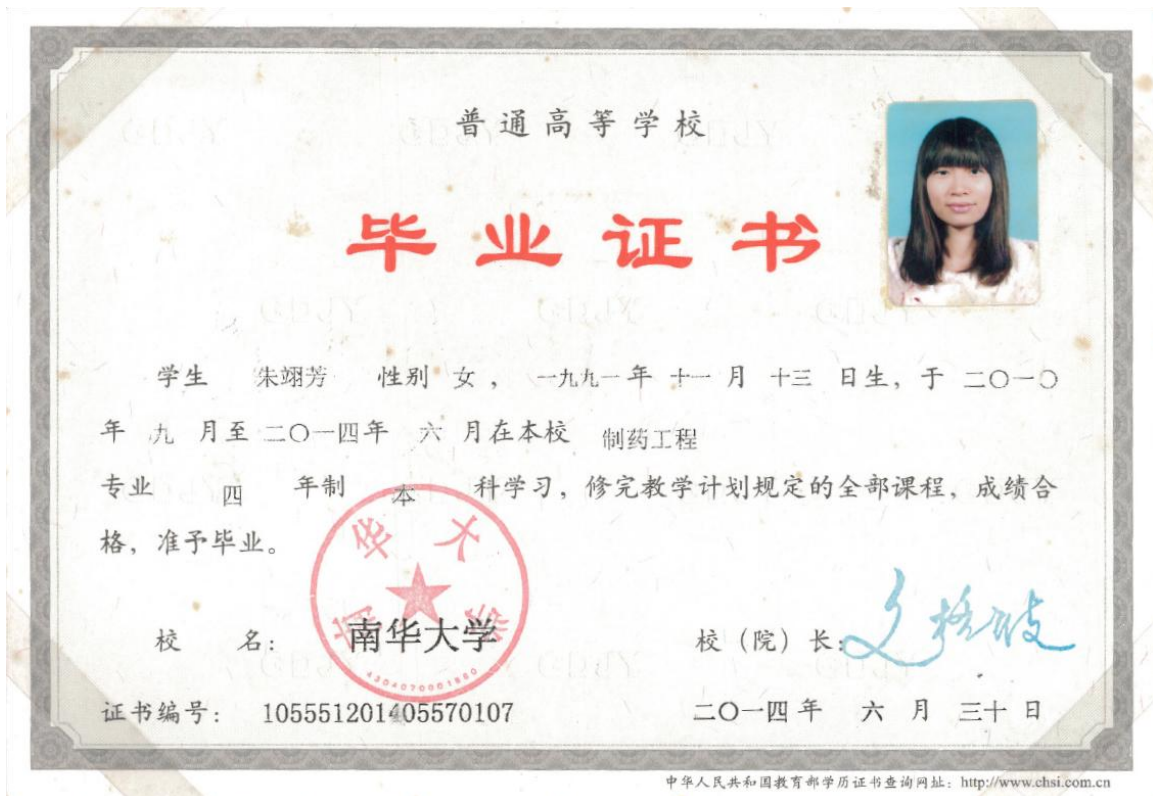 普通高等学校
毕业证书
学生 朱翊芳 性别 女，一九九一年 十一 月 十三 日生，于 二〇一〇
年 九 月至 二〇一四年 六 月在本校 制药工程
专业 四 年制 本 科学习，修完教学计划规定的全部课程，成绩合
格，准予毕业。
南华大学
校 名： 南华大学 校（院）长：
4304070001880
证书编号： 105551201405570107 二〇一四年 六 月 三十 日
中华人民共和国教育部学历证书查询网址：http://www.chsi.com.cn